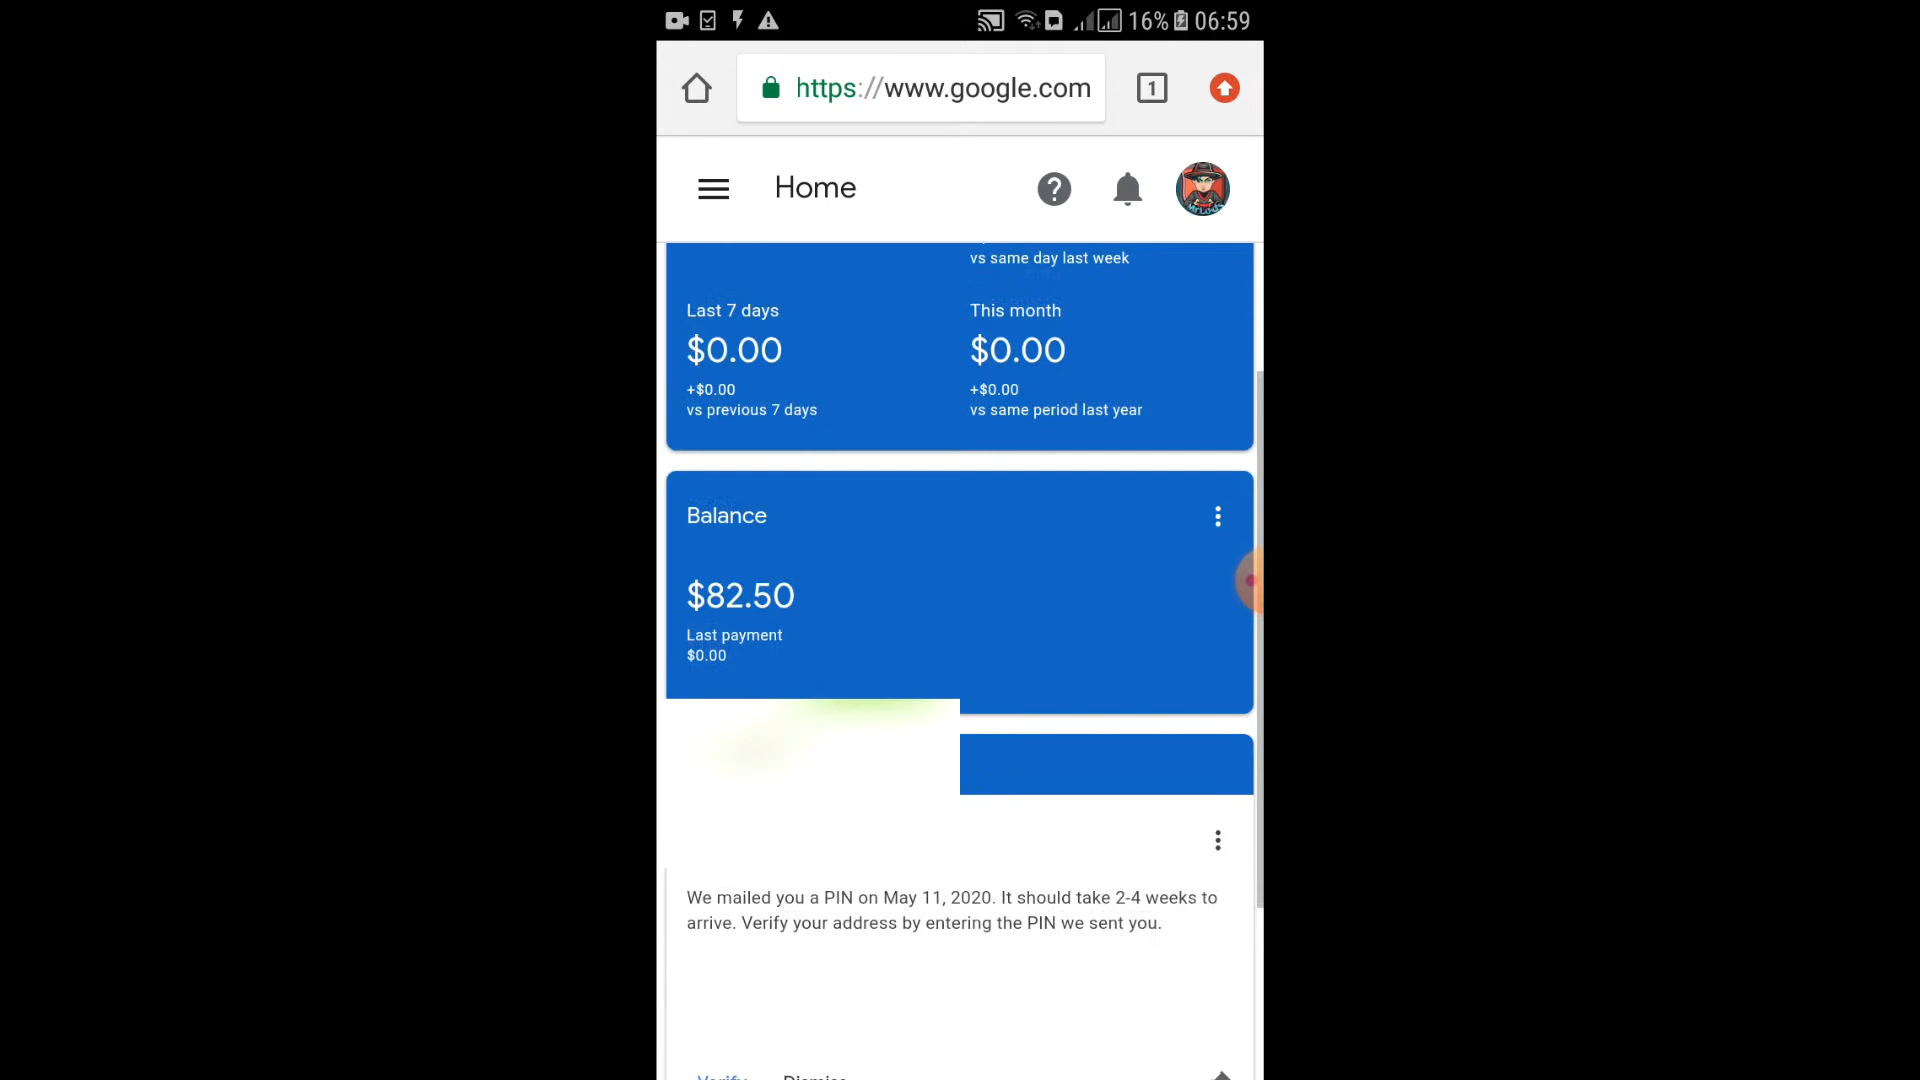 16% 06:59
https://www.google.com
1
Home
vs same day last week
Last 7 days
This month
$0.00
$0.00
+$0.00
+$0.00
vs previous 7 days
vs same period last year
Balance
$82.50
Last payment
$0.00
We mailed you a PIN on May 11, 2020. It should take 2-4 weeks to
arrive. Verify your address by entering the PIN we sent you.
Verify Dismiss